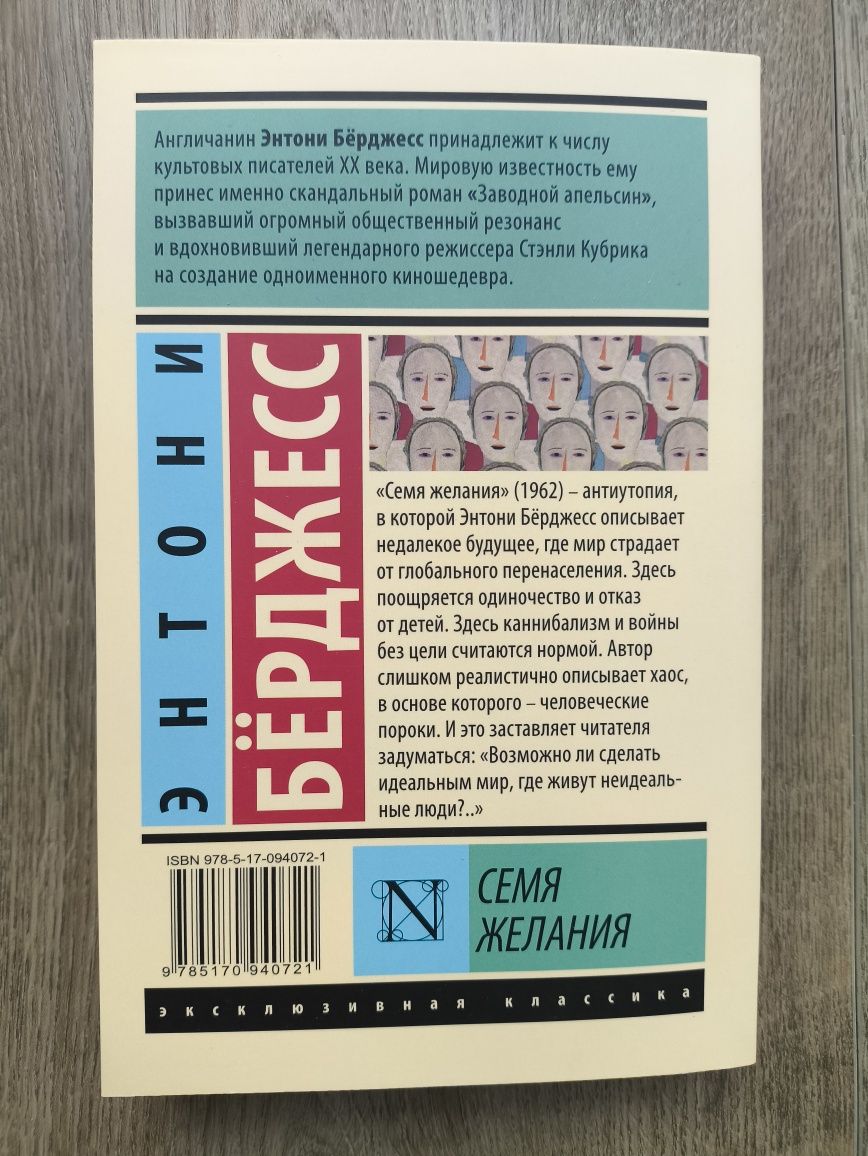 Англичанин Энтони Бёрджесс принадлежит к числу
культовых писателей XX века. Мировую известность ему
принес именно скандальный роман «Заводной апельсин»,
вызвавший огромный общественный резонанс
и вдохновивший легендарного режиссера Стэнли Кубрика
на создание одноименного киношедевра.
ЭНТОНИ
БЁРДЖЕСС
«Семя желания» (1962) – антиутопия,
в которой Энтони Бёрджесс описывает
недалекое будущее, где мир страдает
от глобального перенаселения. Здесь
поощряется одиночество и отказ
от детей. Здесь каннибализм и войны
без цели считаются нормой. Автор
слишком реалистично описывает хаос,
в основе которого – человеческие
пороки. И это заставляет читателя
задуматься: «Возможно ли сделать
идеальным мир, где живут неидеаль-
ные люди?..»
ISBN 978-5-17-094072-1
9 785170 940721
N
СЕМЯ
ЖЕЛАНИЯ
эксклюзивная классика